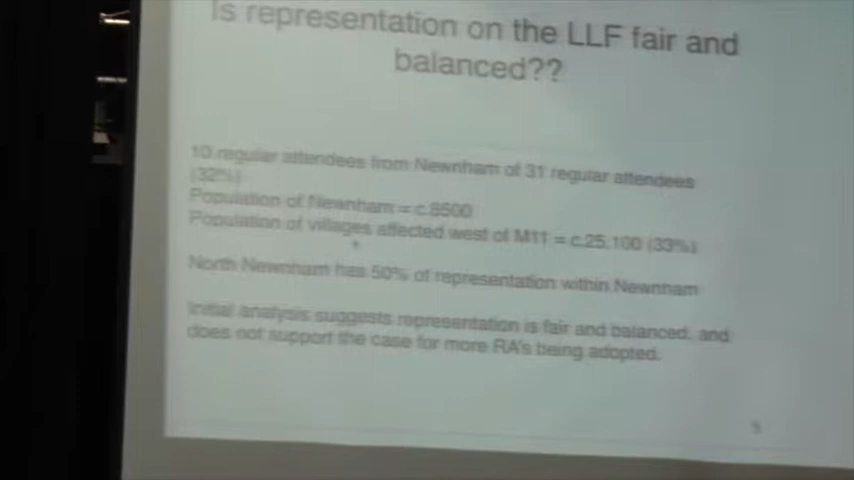 Is representation on the LLF fair and
balanced??
10 regular attendees from Newnham of 31 regular attendees
(32%)
Population of Newnham = c.8500
Population of villages affected west of M11 = c.25,100 (33%)
North Newnham has 50% of representation within Newnham
Initial analysis suggests representation is fair and balanced, and
does not support the case for more RA's being adopted.